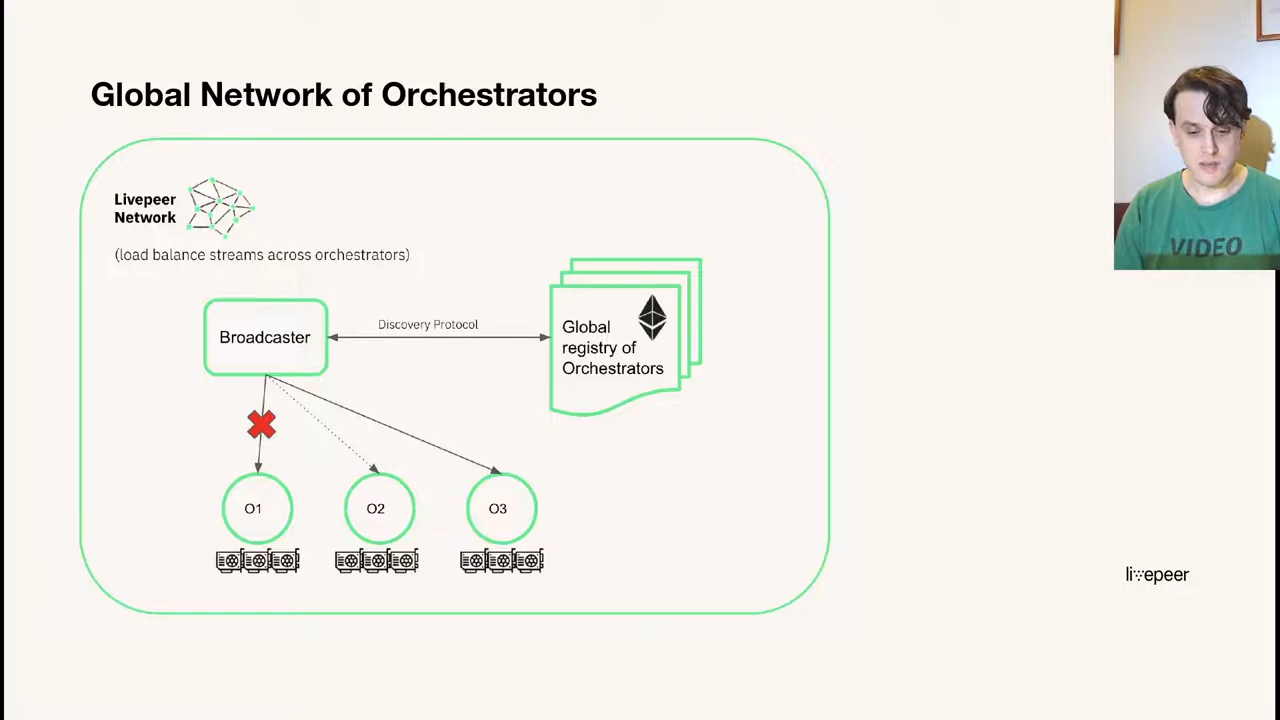 Global Network of Orchestrators
Livepeer
Network
(load balance streams across orchestrators)
Broadcaster
Discovery Protocol
Global
registry of
Orchestrators
O1
O2
O3
VIDEO
livepeer